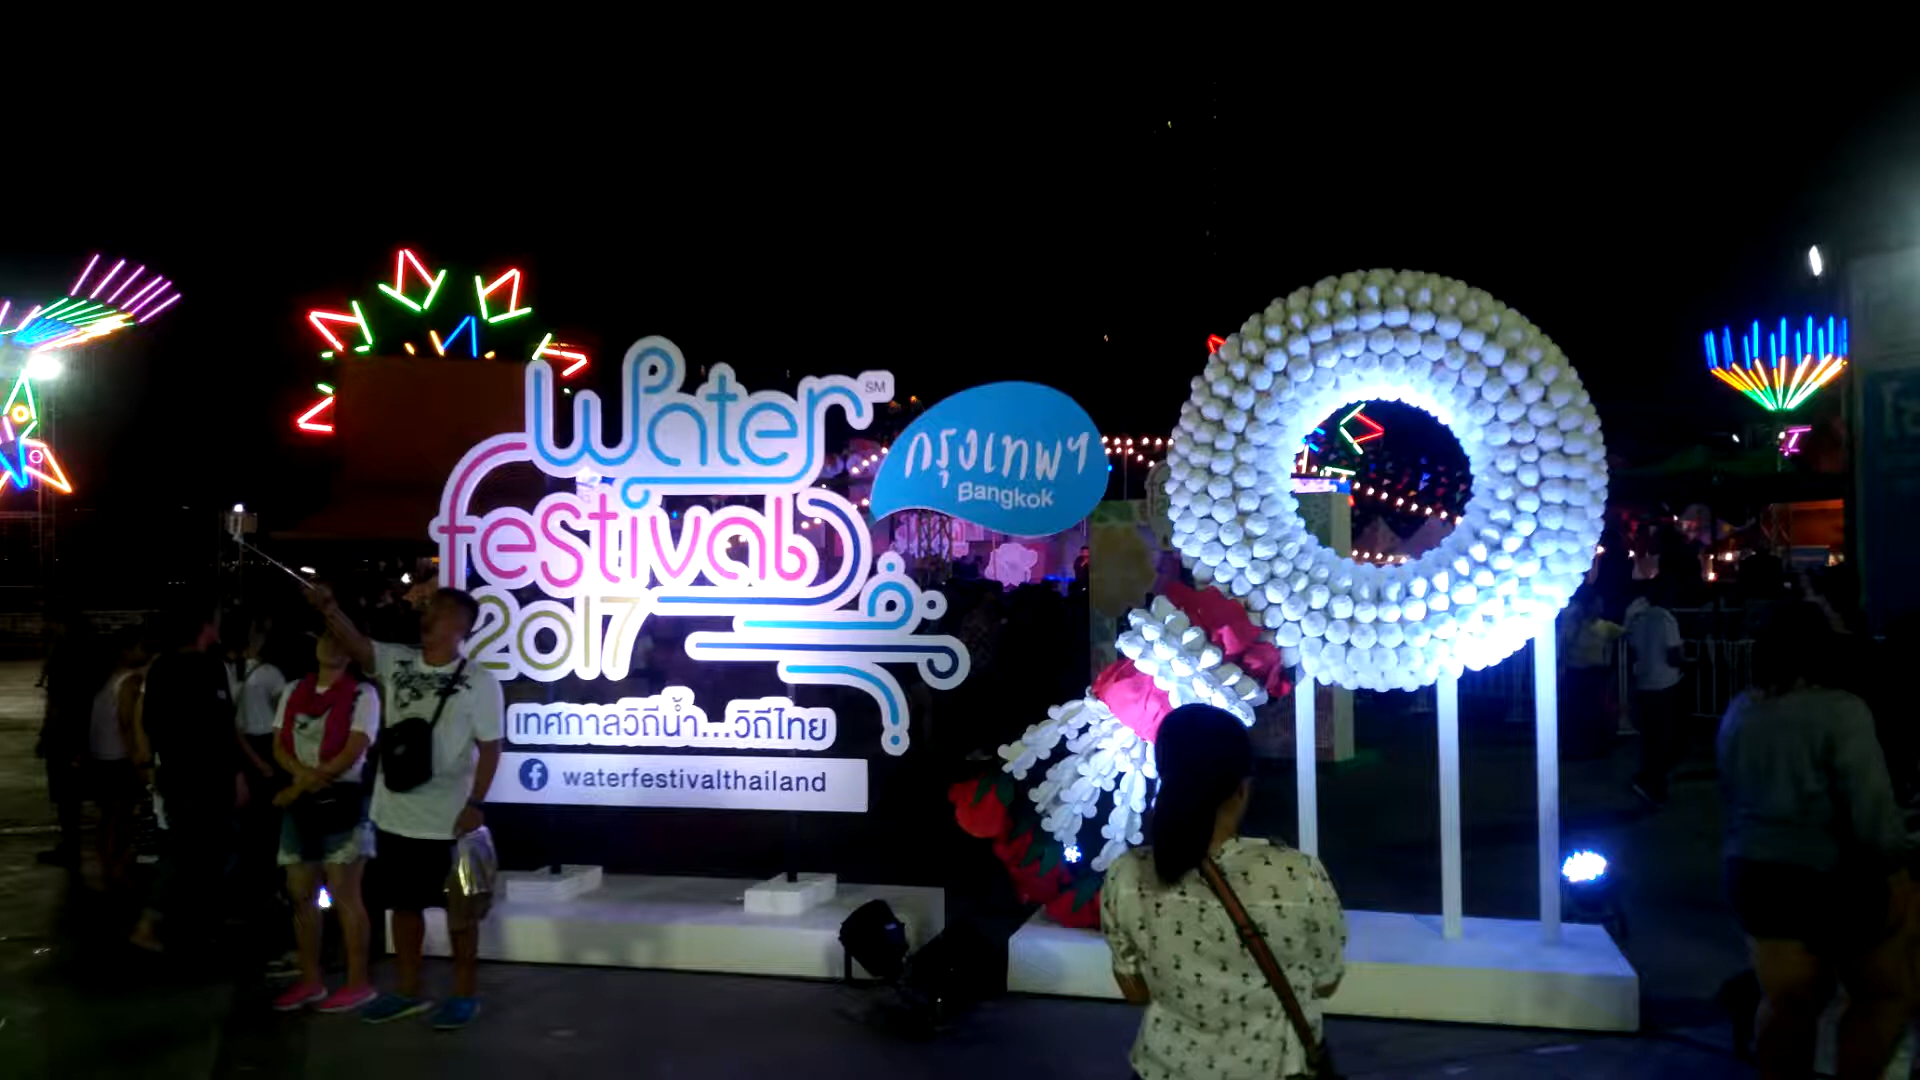 Water SM
festival
2017
กรุงเทพฯ
Bangkok
เทศกาลวิถีน้ำ...วิถีไทย
waterfestivalthailand